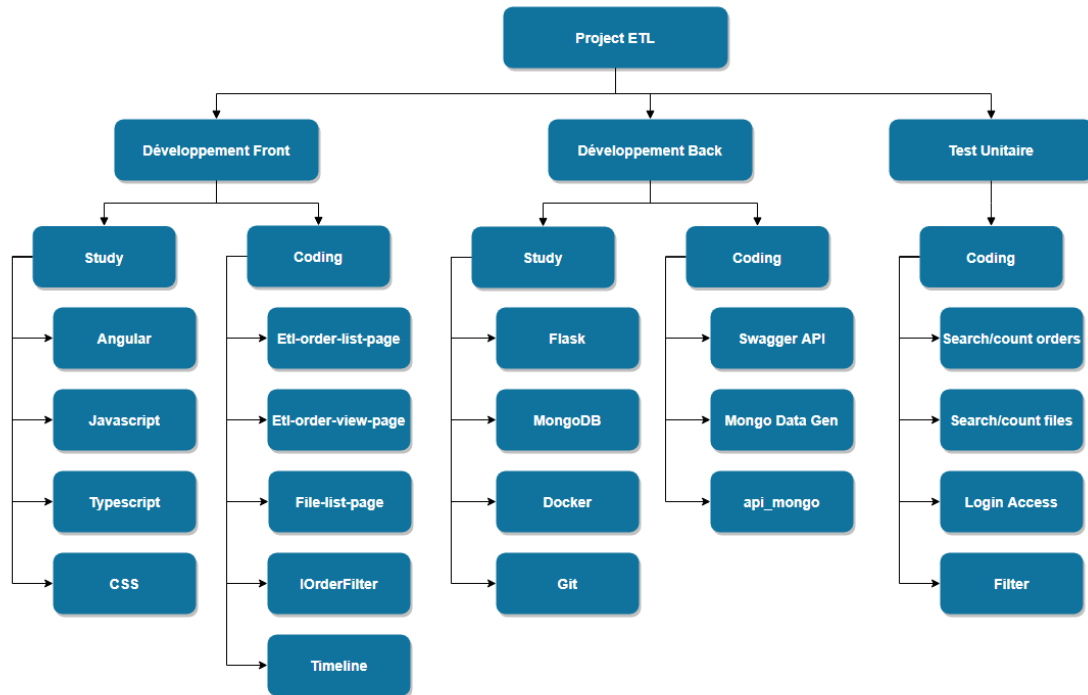 Project ETL
Développement Front
Développement Back
Test Unitaire
Study
Coding
Study
Coding
Coding
Angular
Etl-order-list-page
Flask
Swagger API
Search/count orders
Javascript
Etl-order-view-page
MongoDB
Mongo Data Gen
Search/count files
Typescript
File-list-page
Docker
api_mongo
Login Access
CSS
IOrderFilter
Git
Filter
Timeline